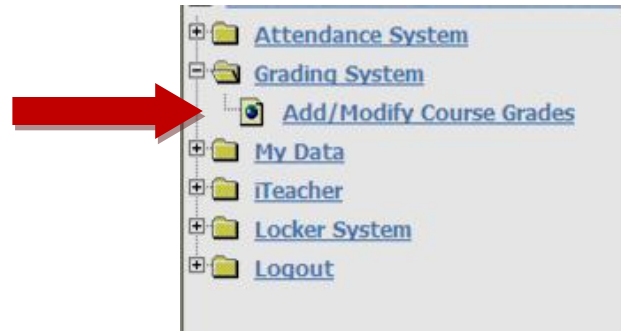 Attendance System
Grading System
Add/Modify Course Grades
My Data
iTeacher
Locker System
Logout